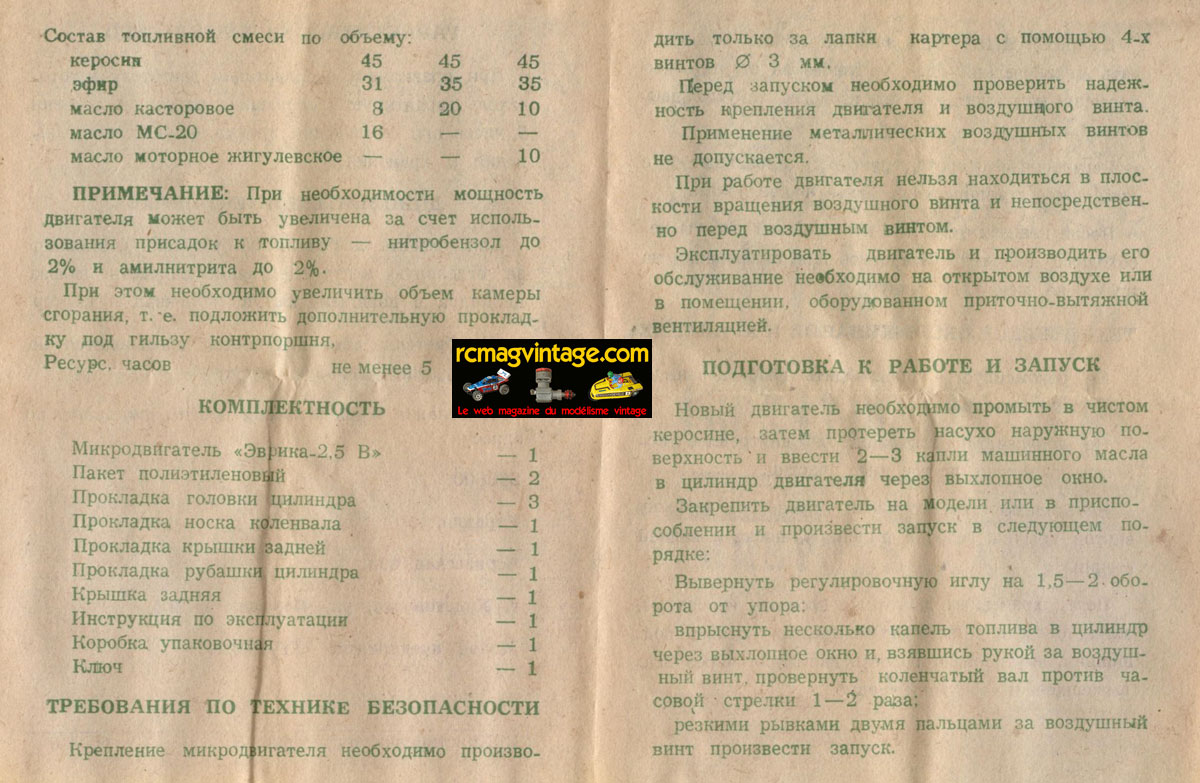 Состав топливной смеси по объему:
керосин 45 45 45
эфир 31 35 35
масло касторовое 8 20 10
масло МС-20 16 — —
масло моторное жигулевское — — 10
ПРИМЕЧАНИЕ: При необходимости мощность
двигателя может быть увеличена за счет исполь-
зования присадок к топливу — нитробензол до
2% и амилнитрита до 2%.
При этом необходимо увеличить объем камеры
сгорания, т. е. подложить дополнительную проклад-
ку под гильзу контрпоршня,
Ресурс. часов не менее 5
КОМПЛЕКТНОСТЬ
Микродвигатель «Эврика-2,5 В» — 1
Пакет полиэтиленовый — 2
Прокладка головки цилиндра — 3
Прокладка носка коленвала — 1
Прокладка крышки задней — 1
Прокладка рубашки цилиндра — 1
Крышка задняя — 1
Инструкция по эксплуатации — 1
Коробка упаковочная — 1
Ключ — 1
ТРЕБОВАНИЯ ПО ТЕХНИКЕ БЕЗОПАСНОСТИ
Крепление микродвигателя необходимо произво-
дить только за лапки картера с помощью 4-х
винтов Ø 3 мм.
Перед запуском необходимо проверить надеж-
ность крепления двигателя и воздушного винта.
Применение металлических воздушных винтов
не допускается.
При работе двигателя нельзя находиться в плос-
кости вращения воздушного винта и непосредствен-
но перед воздушным винтом.
Эксплуатировать двигатель и производить его
обслуживание необходимо на открытом воздухе или
в помещении, оборудованном приточно-вытяжной
вентиляцией.
ПОДГОТОВКА К РАБОТЕ И ЗАПУСК
Новый двигатель необходимо промыть в чистом
керосине, затем протереть насухо наружную по-
верхность и ввести 2—3 капли машинного масла
в цилиндр двигателя через выхлопное окно.
Закрепить двигатель на модели или в приспо-
соблении и произвести запуск в следующем по-
рядке:
Вывернуть регулировочную иглу на 1,5—2 обо-
рота от упора:
впрыснуть несколько капель топлива в цилиндр
через выхлопное окно и, взявшись рукой за воздуш-
ный винт, провернуть коленчатый вал против ча-
совой стрелки 1—2 раза;
резкими рывками двумя пальцами за воздушный
винт произвести запуск.
rcmagvintage.com
Le web magazine du modélisme vintage